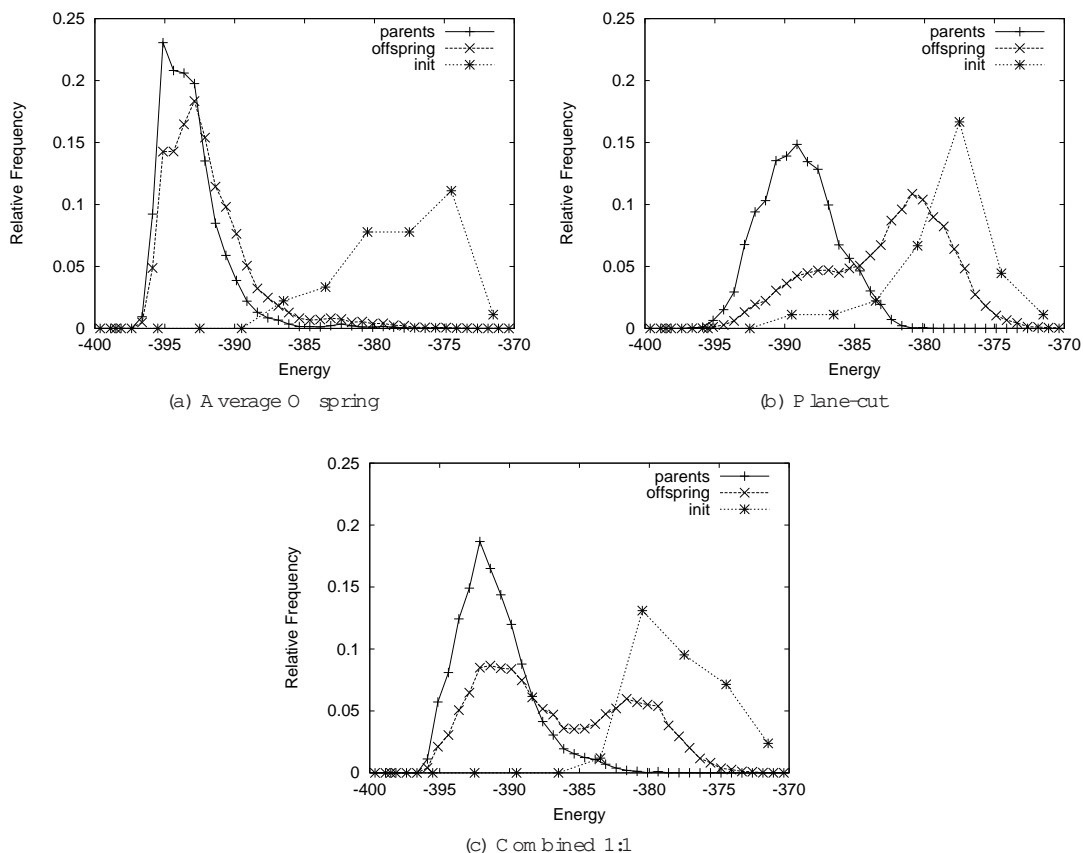 0.25
0.2
0.15
0.1
0.05
0
Relative Frequency
parents
offspring
init
-400 -395 -390 -385 -380 -375 -370
Energy
(a) Average O spring
0.25
0.2
0.15
0.1
0.05
0
Relative Frequency
parents
offspring
init
-400 -395 -390 -385 -380 -375 -370
Energy
(b) Plane-cut
0.25
0.2
0.15
0.1
0.05
0
Relative Frequency
parents
offspring
init
-400 -395 -390 -385 -380 -375 -370
Energy
(c) Combined 1:1